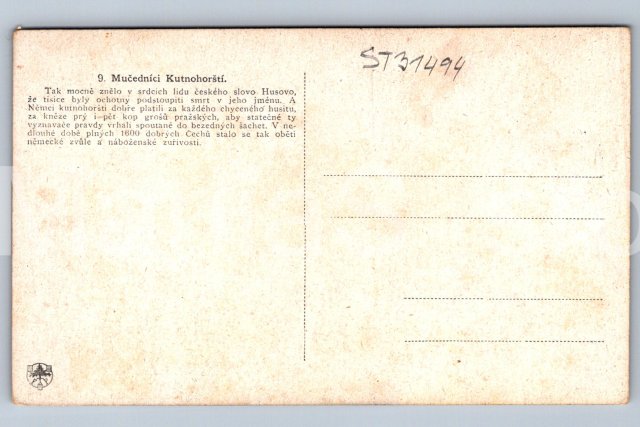 ST31494
9. Mučedníci Kutnohorští.
Tak mocně znělo v srdcích lidu českého slovo Husovo,
že tisíce byly ochotny podstoupiti smrt v jeho jménu. A
Němci kutnohorští dobře platili za každého chyceného husitu,
za kněze prý i pět kop grošů pražských, aby statečné ty
vyznavače pravdy vrhali spoutané do bezedných šachet. V ne-
dlouhé době plných 1600 dobrých Čechů stalo se tak obětí
německé zvůle a náboženské zuřivosti.